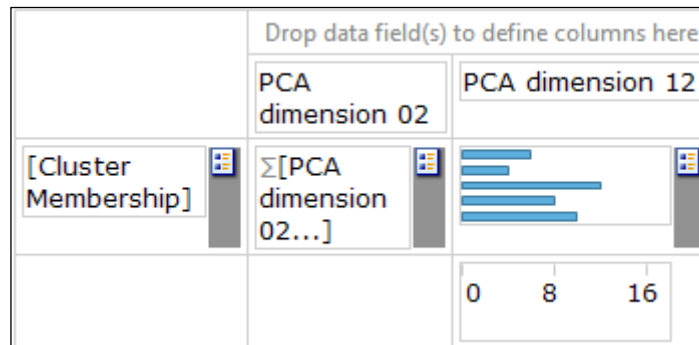 Drop data field(s) to define columns here
PCA
dimension 02
PCA dimension 12
[Cluster
Membership]
Σ[PCA
dimension
02...]
0 8 16